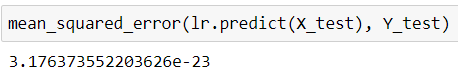 mean_squared_error(lr.predict(X_test), Y_test)
3.176373552203626e-23